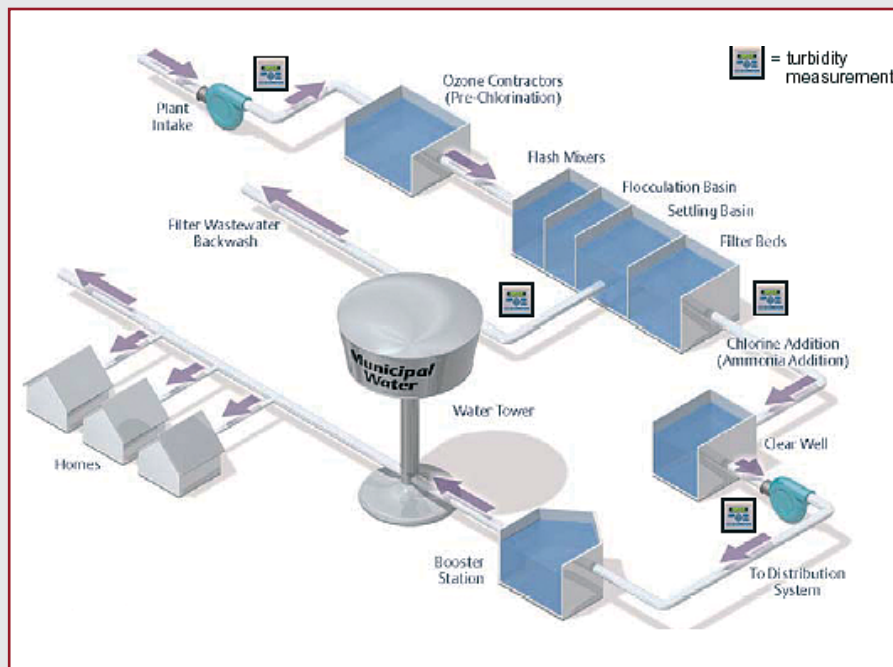 = turbidity
measurement
Plant
Intake
Ozone Contractors
(Pre-Chlorination)
Flash Mixers
Flocculation Basin
Settling Basin
Filter Beds
Filter Wastewater
Backwash
Chlorine Addition
(Ammonia Addition)
Municipal
Water
Water Tower
Clear Well
Homes
Booster
Station
To Distribution
System